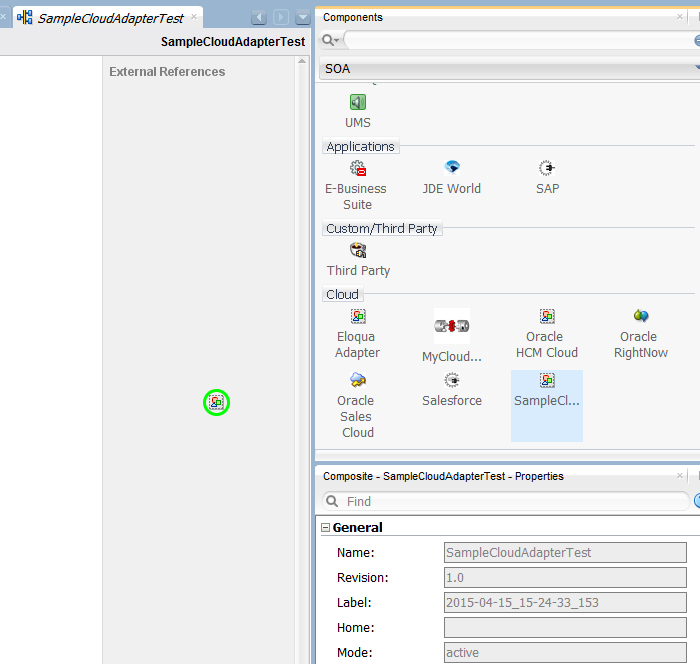 SampleCloudAdapterTest
SampleCloudAdapterTest
External References
Components
SOA
UMS
Applications
E-Business
Suite
JDE World
SAP
Custom/Third Party
Third Party
Cloud
Eloqua
Adapter
MyCloud...
Oracle
HCM Cloud
Oracle
RightNow
Oracle
Sales
Cloud
Salesforce
SampleCl...
Composite - SampleCloudAdapterTest - Properties
Find
General
Name: SampleCloudAdapterTest
Revision: 1.0
Label: 2015-04-15_15-24-33_153
Home:
Mode: active